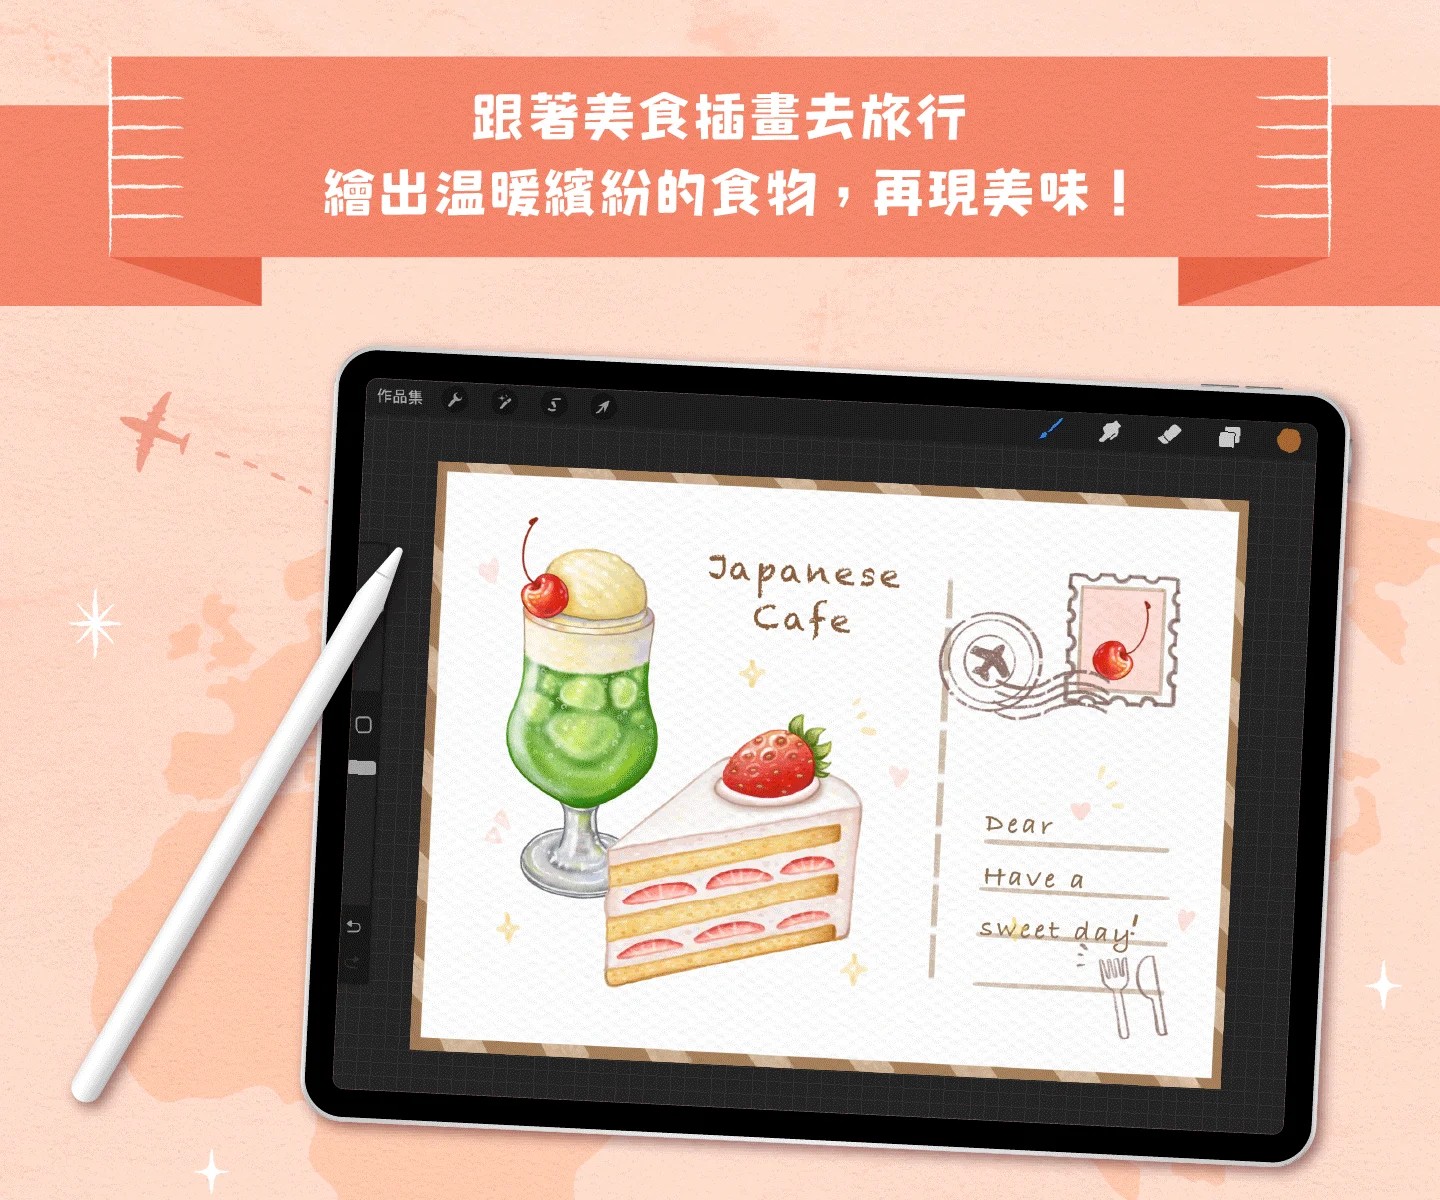 跟著美食插畫去旅行
繪出溫暖繽紛的食物，再現美味！
作品集
Japanese
Cafe
Dear
Have a
sweet day!